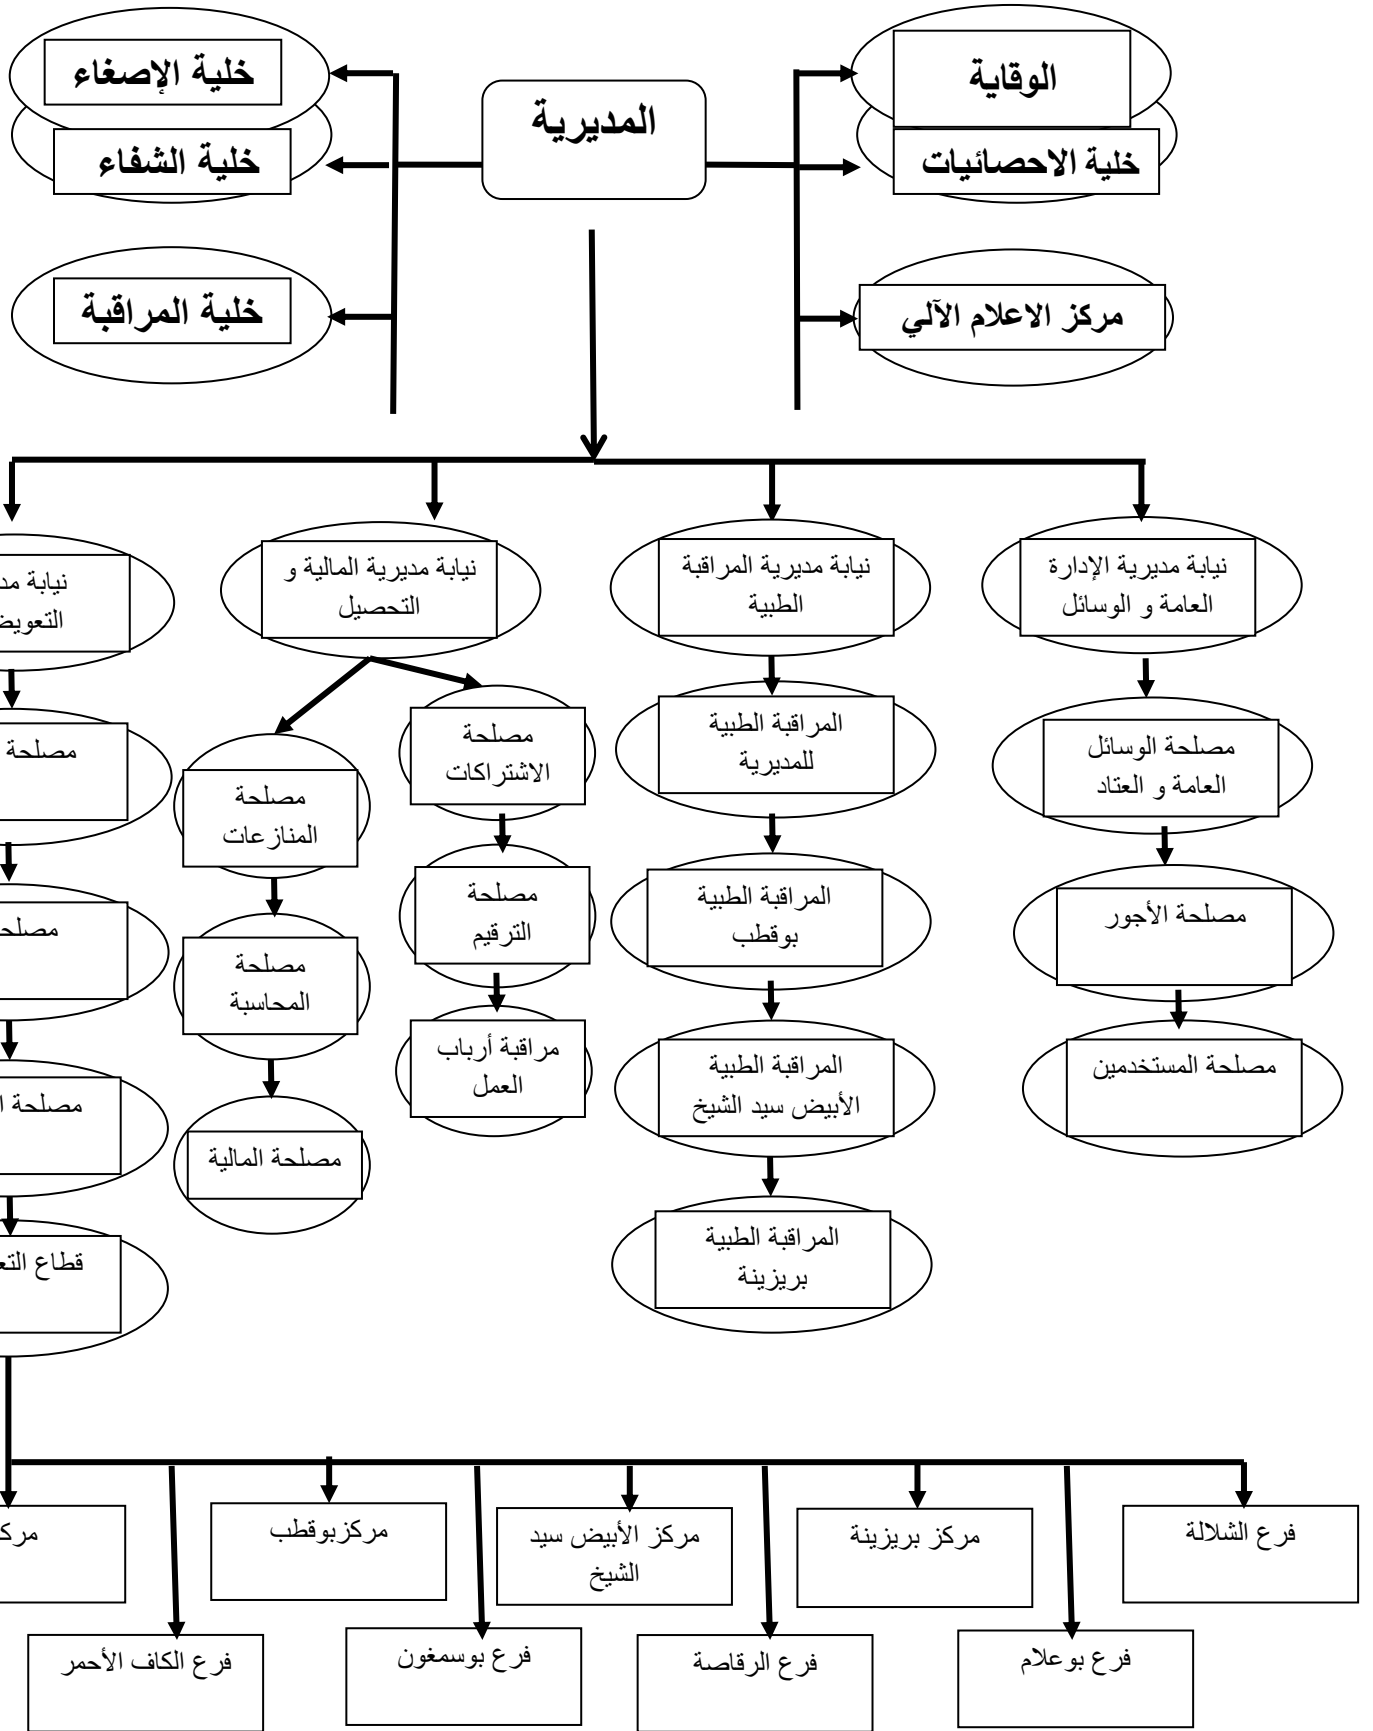 المديرية
الوقاية
خلية الاحصائيات
مركز الاعلام الآلي
خلية الإصغاء
خلية الشفاء
خلية المراقبة
نيابة مديرية الإدارة
العامة و الوسائل
مصلحة الوسائل
العامة و العتاد
مصلحة الأجور
مصلحة المستخدمين
نيابة مديرية المراقبة
الطبية
المراقبة الطبية
للمديرية
المراقبة الطبية
بوقطب
المراقبة الطبية
الأبيض سيد الشيخ
المراقبة الطبية
بريزينة
نيابة مديرية المالية و
التحصيل
مصلحة
الاشتراكات
مصلحة
الترقيم
مراقبة أرباب
العمل
مصلحة
المنازعات
مصلحة
المحاسبة
مصلحة المالية
نيابة
مصلحة
مصلحة
قطاع
فرع الشلالة
مركز بريزينة
مركز الأبيض سيد
الشيخ
مركزبوقطب
فرع بوعلام
فرع الرقاصة
فرع بوسمغون
فرع الكاف الأحمر